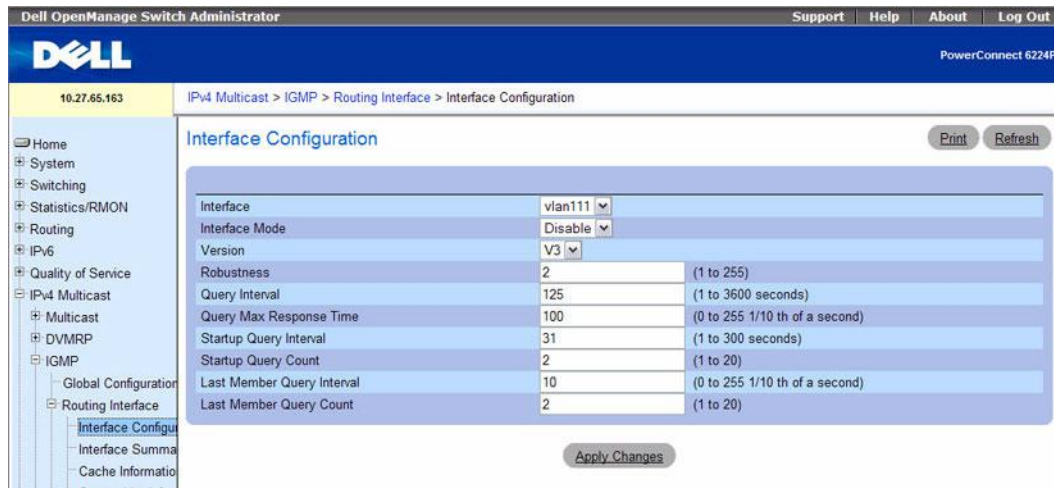 Dell OpenManage Switch Administrator
Support Help About Log Out
DELL
PowerConnect 6224P
10.27.65.163
IPv4 Multicast > IGMP > Routing Interface > Interface Configuration
Home
System
Switching
Statistics/RMON
Routing
IPv6
Quality of Service
IPv4 Multicast
Multicast
DVMRP
IGMP
Global Configuration
Routing Interface
Interface Configu
Interface Summa
Cache Informatio
Interface Configuration
Print Refresh
Interface vlan111
Interface Mode Disable
Version V3
Robustness 2 (1 to 255)
Query Interval 125 (1 to 3600 seconds)
Query Max Response Time 100 (0 to 255 1/10 th of a second)
Startup Query Interval 31 (1 to 300 seconds)
Startup Query Count 2 (1 to 20)
Last Member Query Interval 10 (0 to 255 1/10 th of a second)
Last Member Query Count 2 (1 to 20)
Apply Changes